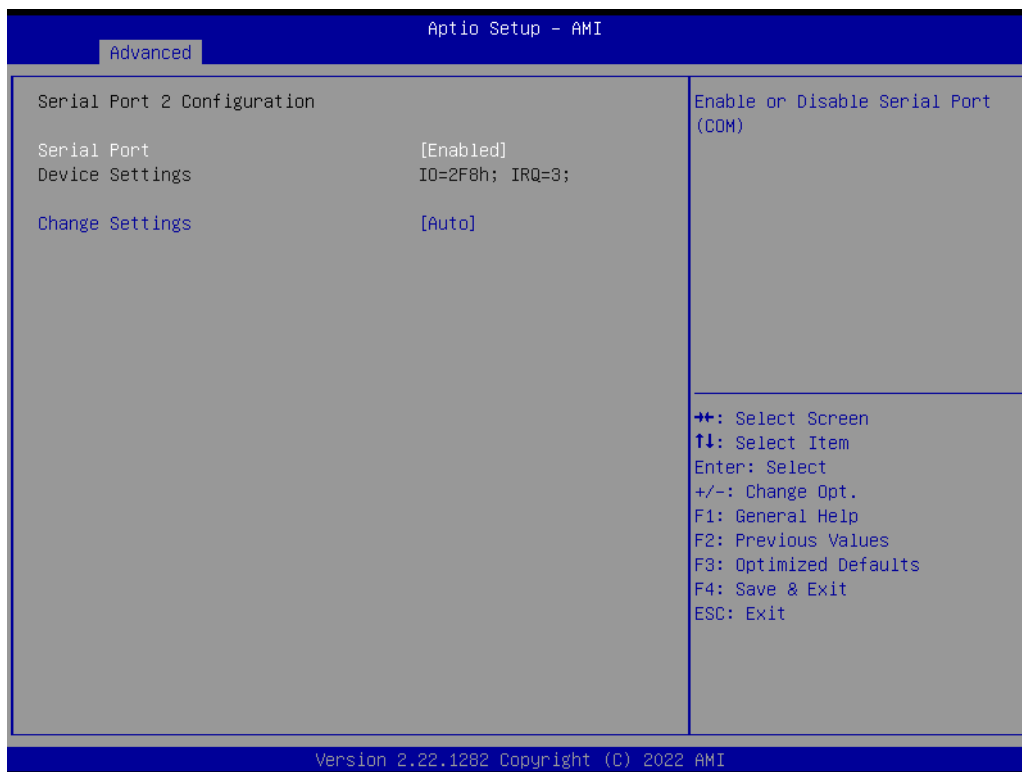 Aptio Setup – AMI
Advanced
Serial Port 2 Configuration
Serial Port [Enabled]
Device Settings IO=2F8h; IRQ=3;
Change Settings [Auto]
Enable or Disable Serial Port
(COM)
→←: Select Screen
↑↓: Select Item
Enter: Select
+/-: Change Opt.
F1: General Help
F2: Previous Values
F3: Optimized Defaults
F4: Save & Exit
ESC: Exit
Version 2.22.1282 Copyright (C) 2022 AMI